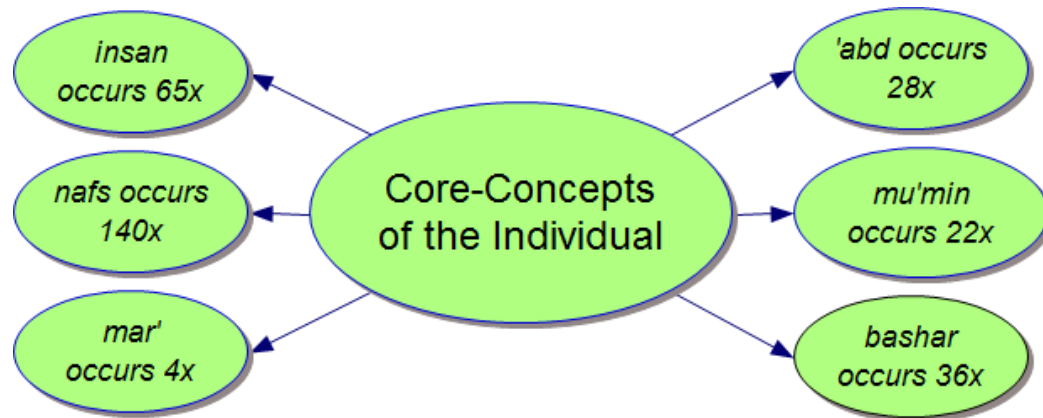 insan
occurs 65x
nafs occurs
140x
mar'
occurs 4x
Core-Concepts
of the Individual
'abd occurs
28x
mu'min
occurs 22x
bashar
occurs 36x